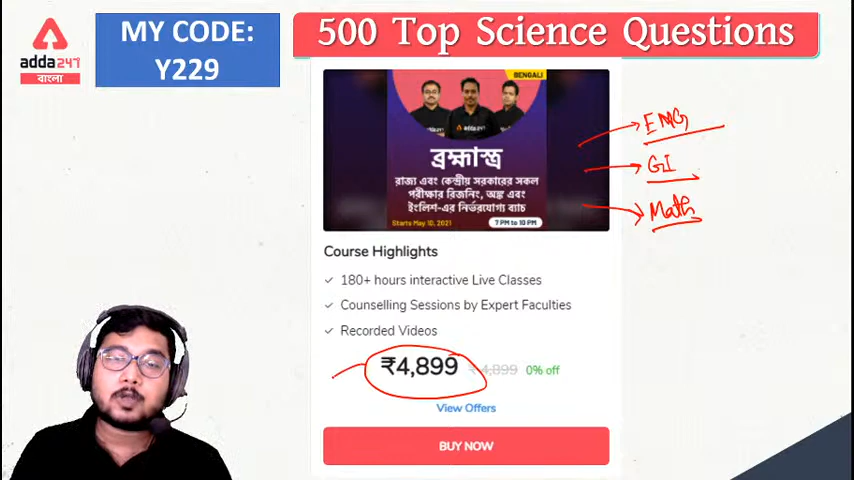 adda247
বাংলা
MY CODE:
Y229
500 Top Science Questions
BENGALI
adda247
ব্রহ্মাস্ত্র
রাজ্য এবং কেন্দ্রীয় সরকারের সকল
পরীক্ষার রিজনিং, অঙ্ক এবং
ইংলিশ-এর নির্ভরযোগ্য ব্যাচ
Starts May 10, 2021
7 PM to 10 PM
ENG
GI
Math
Course Highlights
✓ 180+ hours interactive Live Classes
✓ Counselling Sessions by Expert Faculties
✓ Recorded Videos
₹4,899 ₹4,899 0% off
View Offers
BUY NOW